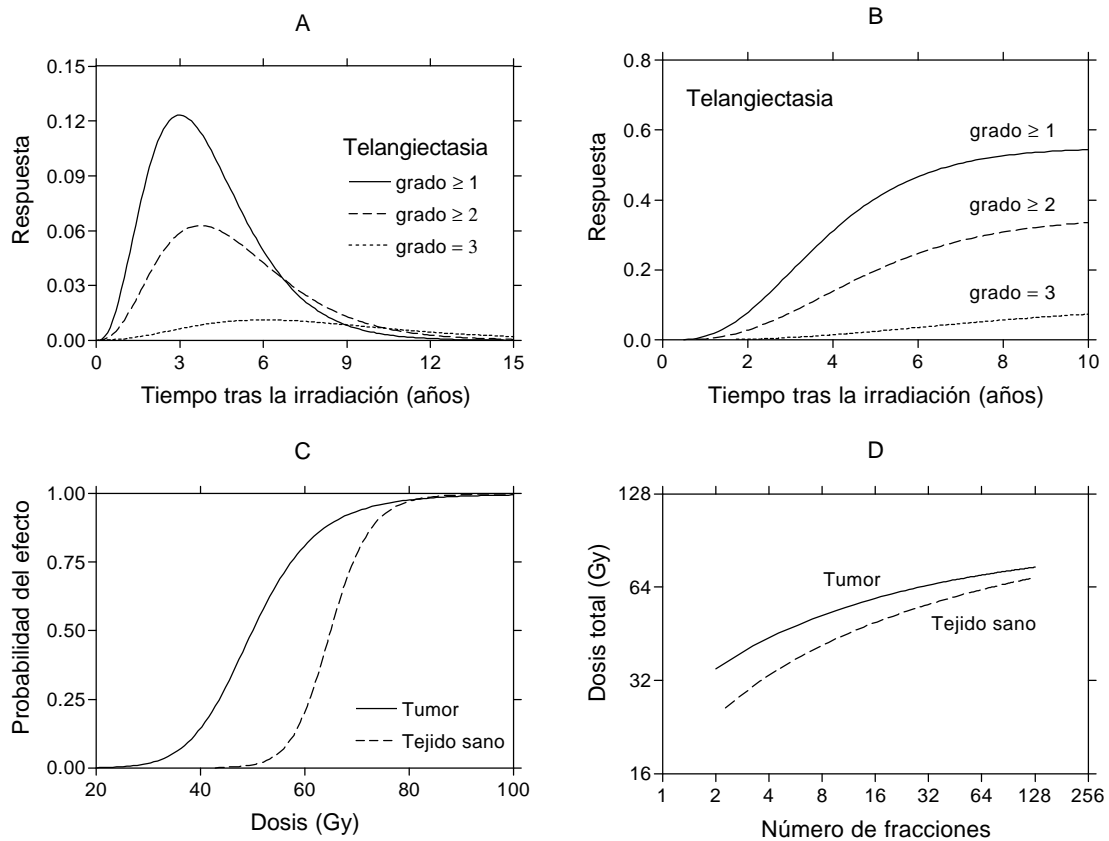 A
0.15
0.12
0.09
0.06
0.03
0.00
Respuesta
Telangiectasia
grado ≥ 1
grado ≥ 2
grado = 3
0 3 6 9 12 15
Tiempo tras la irradiación (años)
B
0.8
0.6
0.4
0.2
0.0
Respuesta
Telangiectasia
grado ≥ 1
grado ≥ 2
grado = 3
0 2 4 6 8 10
Tiempo tras la irradiación (años)
C
1.00
0.75
0.50
0.25
0.00
Probabilidad del efecto
Tumor
Tejido sano
20 40 60 80 100
Dosis (Gy)
D
128
64
32
16
Dosis total (Gy)
Tumor
Tejido sano
1 2 4 8 16 32 64 128 256
Número de fracciones